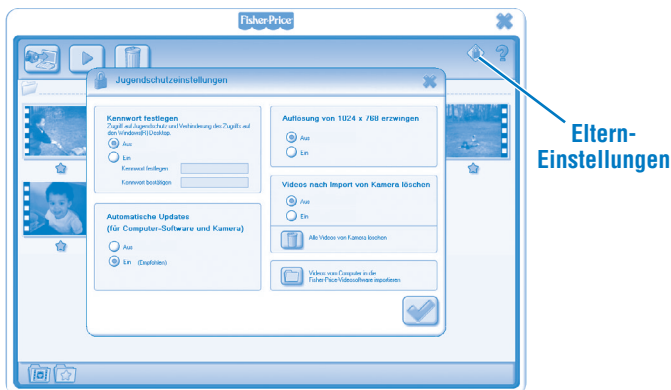 Fisher-Price
Jugendschutzeinstellungen
Kennwort festlegen
Zugriff auf Jugendschutz und Verhinderung des Zugriffs auf
den Windows(R) Desktop.
Aus
Ein
Kennwort festlegen
Kennwort bestätigen
Automatische Updates
(für Computer-Software und Kamera)
Aus
Ein (Empfohlen)
Auflösung von 1024 x 768 erzwingen
Aus
Ein
Videos nach Import von Kamera löschen
Aus
Ein
Alle Videos von Kamera löschen
Videos vom Computer in die
Fisher-Price-Videosoftware importieren
Eltern-
Einstellungen